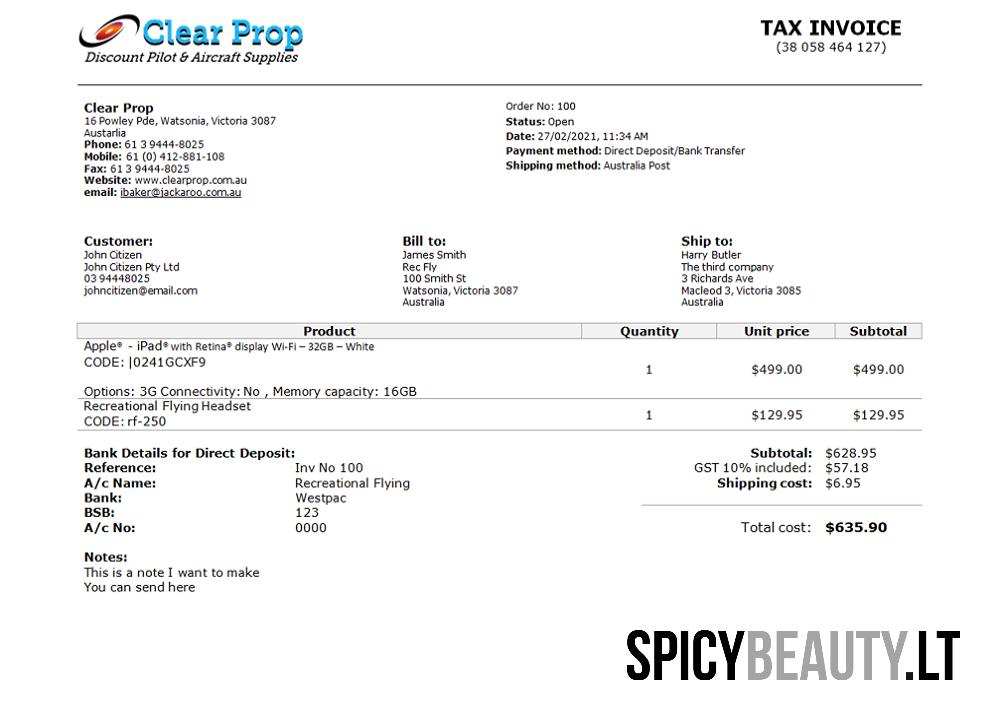 Clear Prop
Discount Pilot & Aircraft Supplies
TAX INVOICE
(38 058 464 127)
Clear Prop
16 Powley Pde, Watsonia, Victoria 3087
Austarlia
Phone: 61 3 9444-8025
Mobile: 61 (0) 412-881-108
Fax: 61 3 9444-8025
Website: www.clearprop.com.au
email: ibaker@jackaroo.com.au
Order No: 100
Status: Open
Date: 27/02/2021, 11:34 AM
Payment method: Direct Deposit/Bank Transfer
Shipping method: Australia Post
Customer:
John Citizen
John Citizen Pty Ltd
03 94448025
johncitizen@email.com
Bill to:
James Smith
Rec Fly
100 Smith St
Watsonia, Victoria 3087
Australia
Ship to:
Harry Butler
The third company
3 Richards Ave
Macleod 3, Victoria 3085
Australia
Product Quantity Unit price Subtotal
Apple® - iPad® with Retina® display Wi-Fi – 32GB – White
CODE: |0241GCXF9
1 $499.00 $499.00
Options: 3G Connectivity: No , Memory capacity: 16GB
Recreational Flying Headset
CODE: rf-250
1 $129.95 $129.95
Bank Details for Direct Deposit:
Reference: Inv No 100
A/c Name: Recreational Flying
Bank: Westpac
BSB: 123
A/c No: 0000
Subtotal: $628.95
GST 10% included: $57.18
Shipping cost: $6.95
Total cost: $635.90
Notes:
This is a note I want to make
You can send here
SPICYBEAUTY.LT